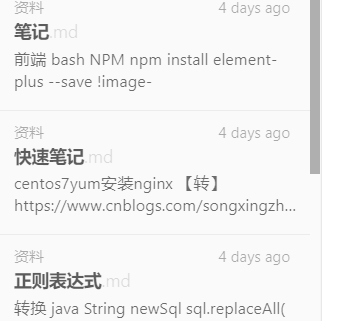 资料 4 days ago
笔记.md
前端 bash NPM npm install element-
plus --save !image-
资料 4 days ago
快速笔记.md
centos7yum安装nginx 【转】
https://www.cnblogs.com/songxingzh...
资料 4 days ago
正则表达式.md
转换 java String newSql sql.replaceAll(